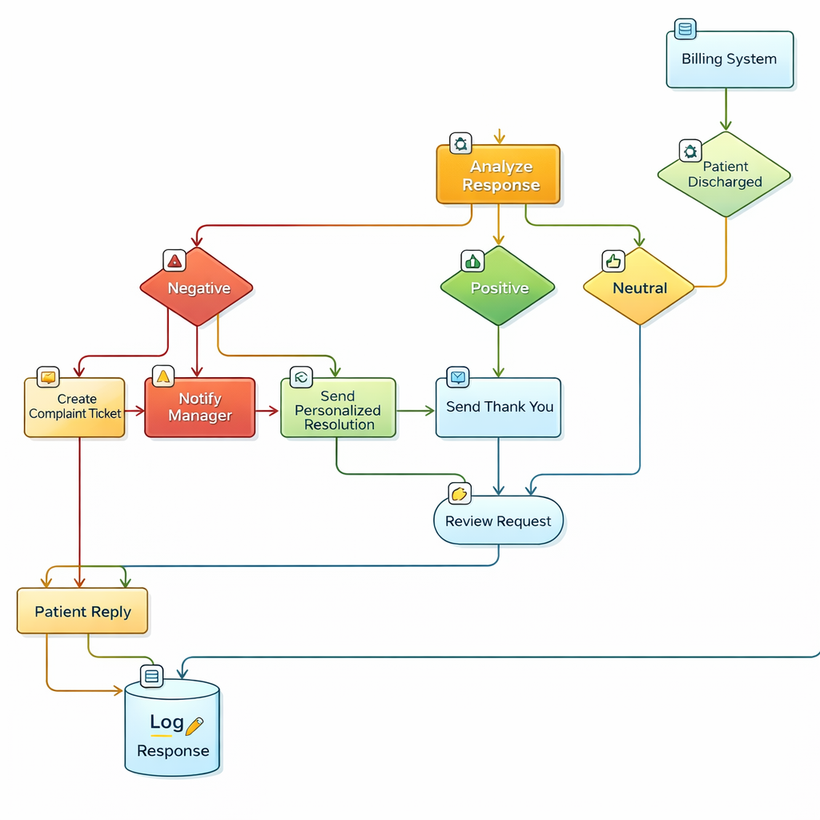 Billing System
Patient
Discharged
Analyze
Response
Negative
Positive
Neutral
Create
Complaint Ticket
Notify
Manager
Send
Personalized
Resolution
Send Thank You
Review Request
Patient Reply
Log
Response